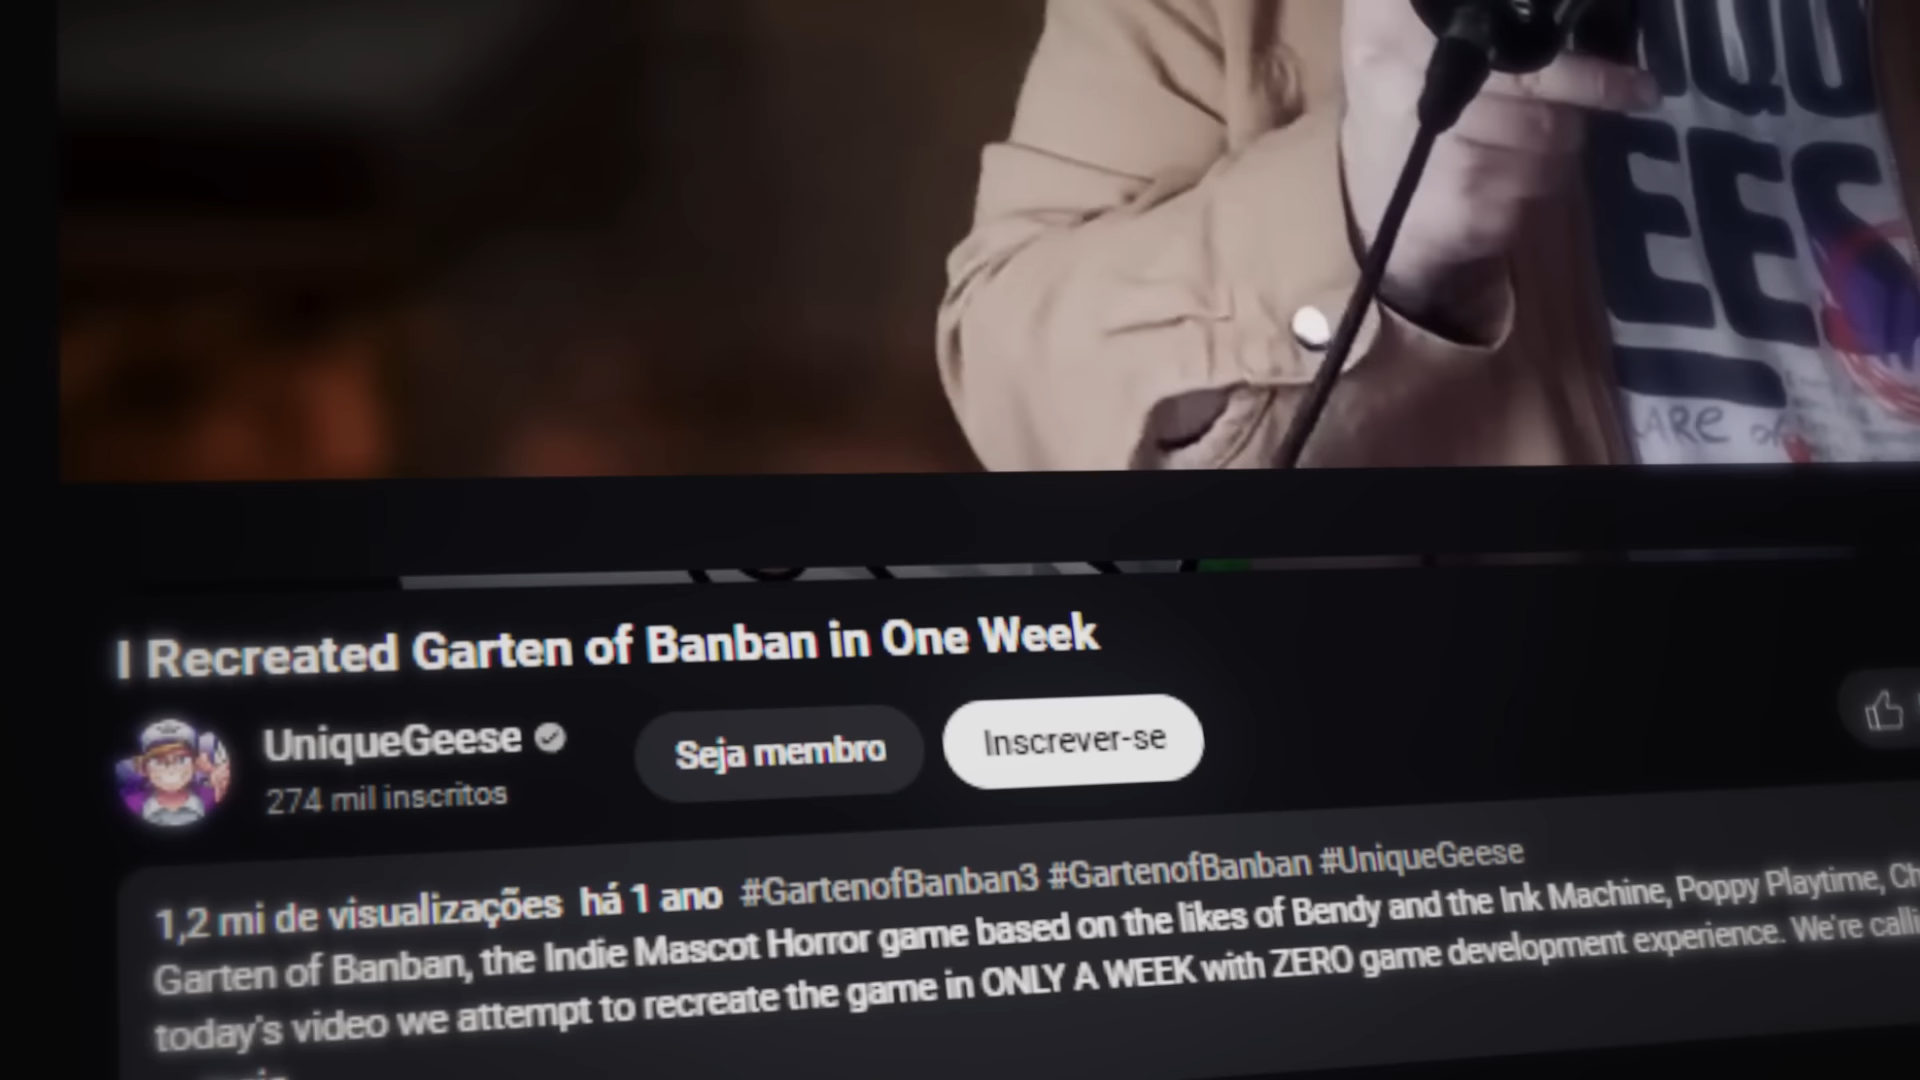 EES
ARE of
I Recreated Garten of Banban in One Week
UniqueGeese
Seja membro
Inscrever-se
274 mil inscritos
1,2 mi de visualizações há 1 ano #GartenofBanban3 #GartenofBanban #UniqueGeese
Garten of Banban, the Indie Mascot Horror game based on the likes of Bendy and the Ink Machine, Poppy Playtime, Ch
today's video we attempt to recreate the game in ONLY A WEEK with ZERO game development experience. We're calli